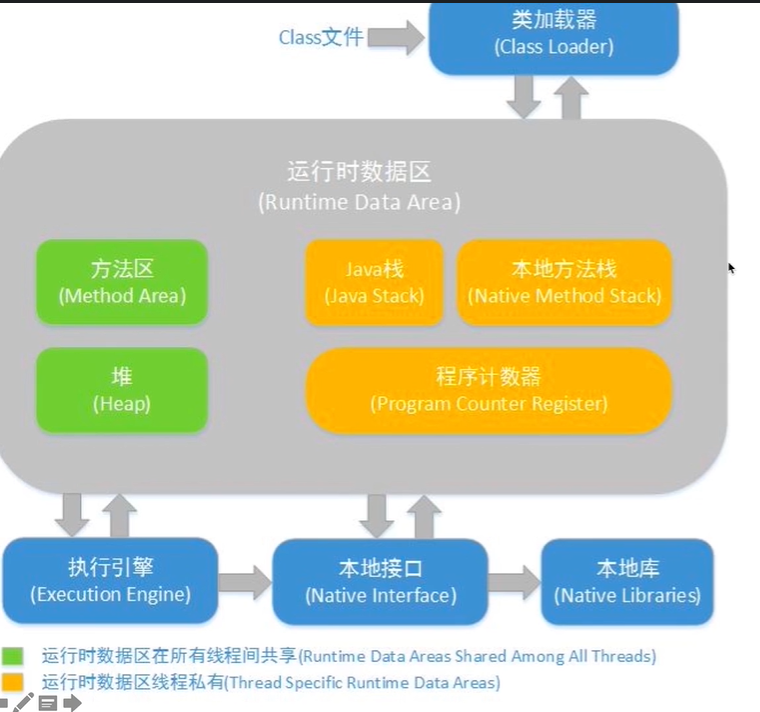 Class文件
类加载器
(Class Loader)
运行时数据区
(Runtime Data Area)
方法区
(Method Area)
Java栈
(Java Stack)
本地方法栈
(Native Method Stack)
堆
(Heap)
程序计数器
(Program Counter Register)
执行引擎
(Execution Engine)
本地接口
(Native Interface)
本地库
(Native Libraries)
运行时数据区在所有线程间共享(Runtime Data Areas Shared Among All Threads)
运行时数据区线程私有(Thread Specific Runtime Data Areas)